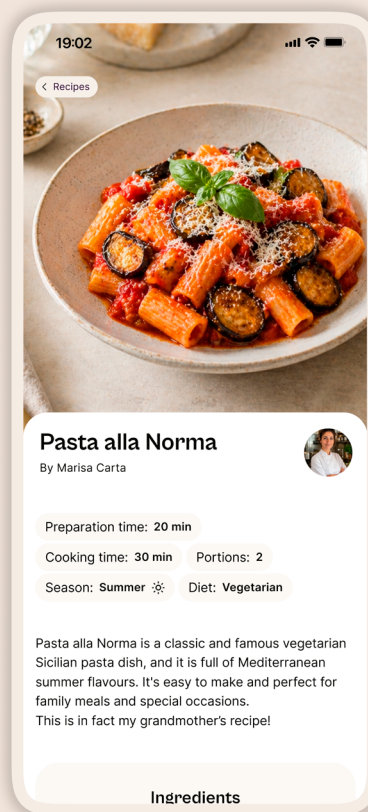 19:02
Recipes
Pasta alla Norma
By Marisa Carta
Preparation time: 20 min
Cooking time: 30 min Portions: 2
Season: Summer Diet: Vegetarian
Pasta alla Norma is a classic and famous vegetarian
Sicilian pasta dish, and it is full of Mediterranean
summer flavours. It's easy to make and perfect for
family meals and special occasions.
This is in fact my grandmother's recipe!
Ingredients